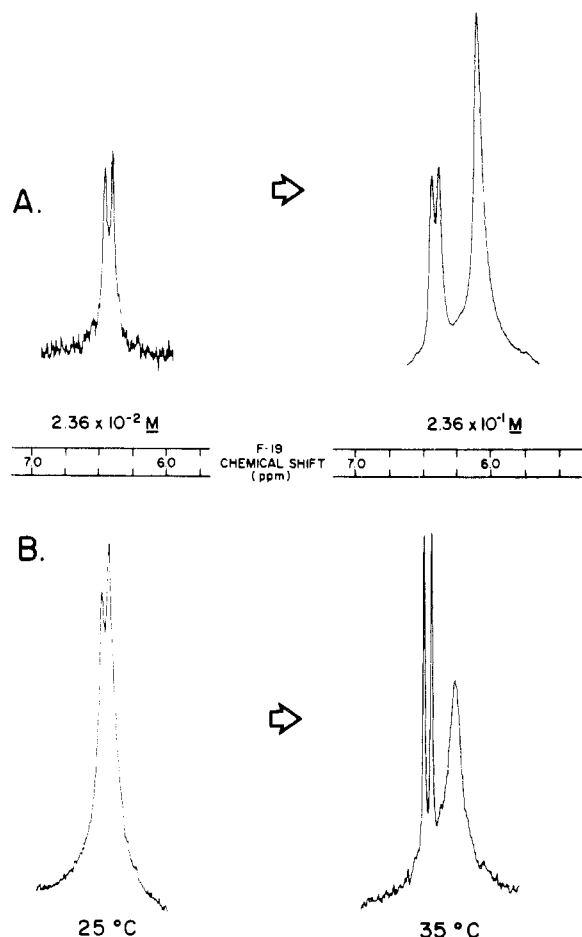 A.
2.36 x 10-2 M
2.36 x 10-1 M
7.0 6.0
F-19
CHEMICAL SHIFT
(ppm)
7.0 6.0
B.
25 °C
35 °C